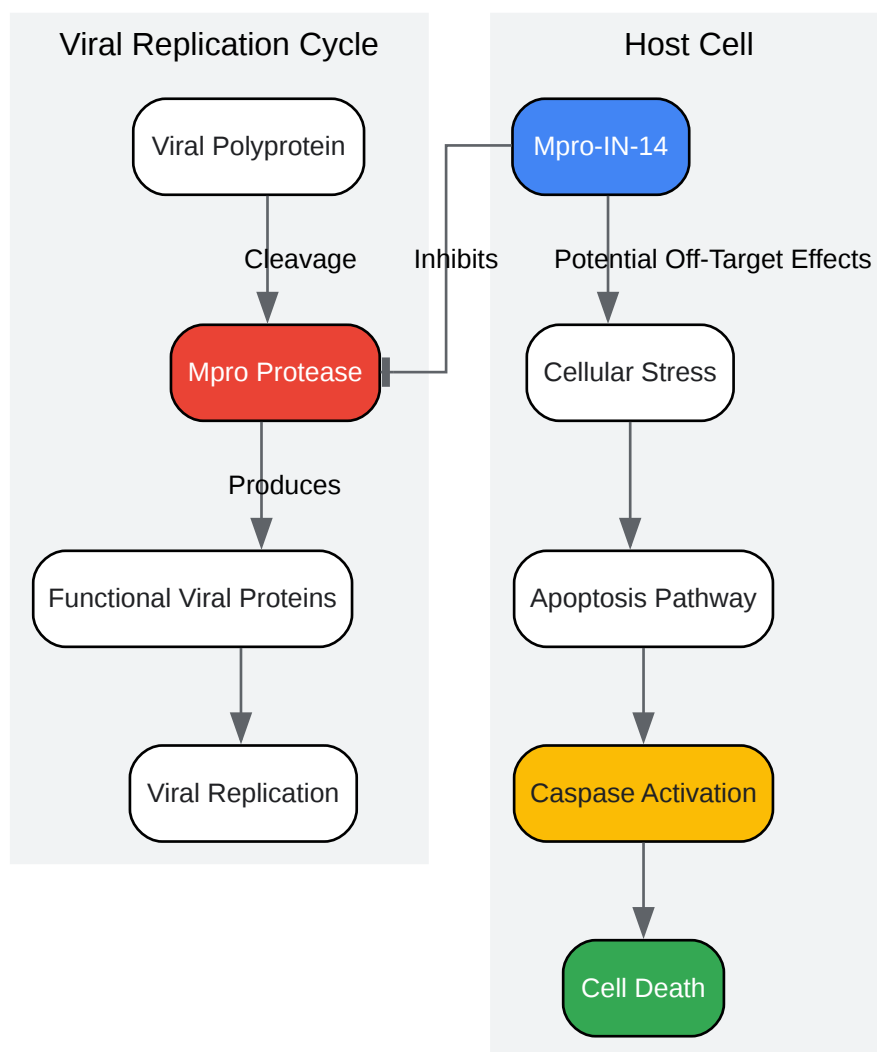 Viral Replication Cycle
Host Cell
Viral Polyprotein
Mpro-IN-14
Cleavage
Inhibits
Potential Off-Target Effects
Mpro Protease
Cellular Stress
Produces
Functional Viral Proteins
Apoptosis Pathway
Viral Replication
Caspase Activation
Cell Death